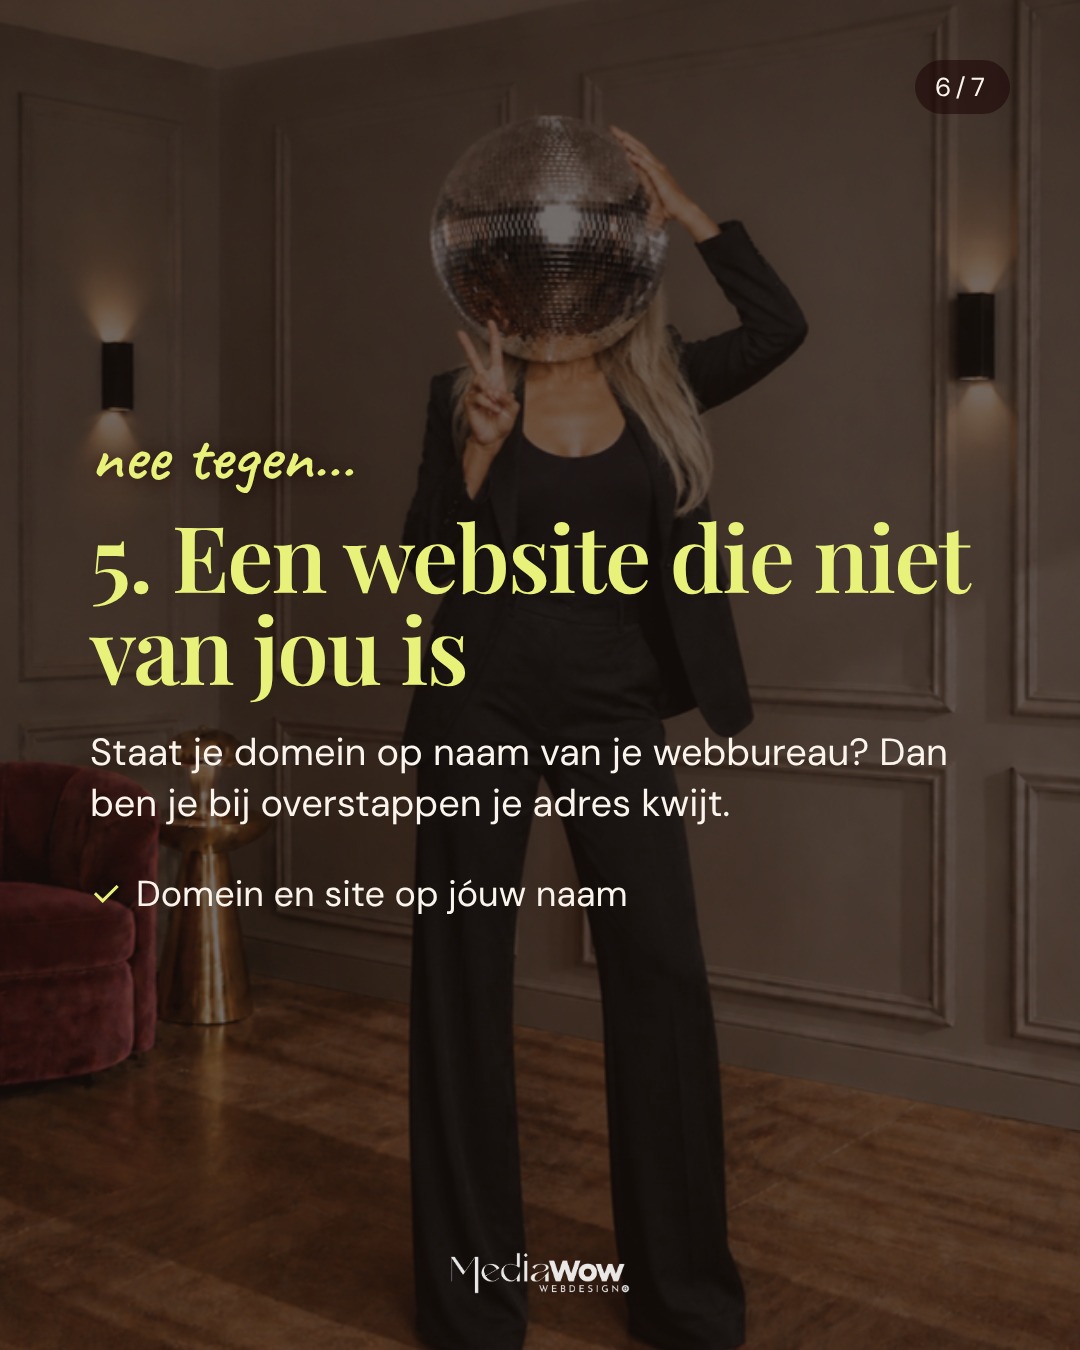 6/7
nee tegen...
5. Een website die niet
van jou is
Staat je domein op naam van je webbureau? Dan
ben je bij overstappen je adres kwijt.
✓ Domein en site op jóuw naam
MediaWow
WEBDESIGN